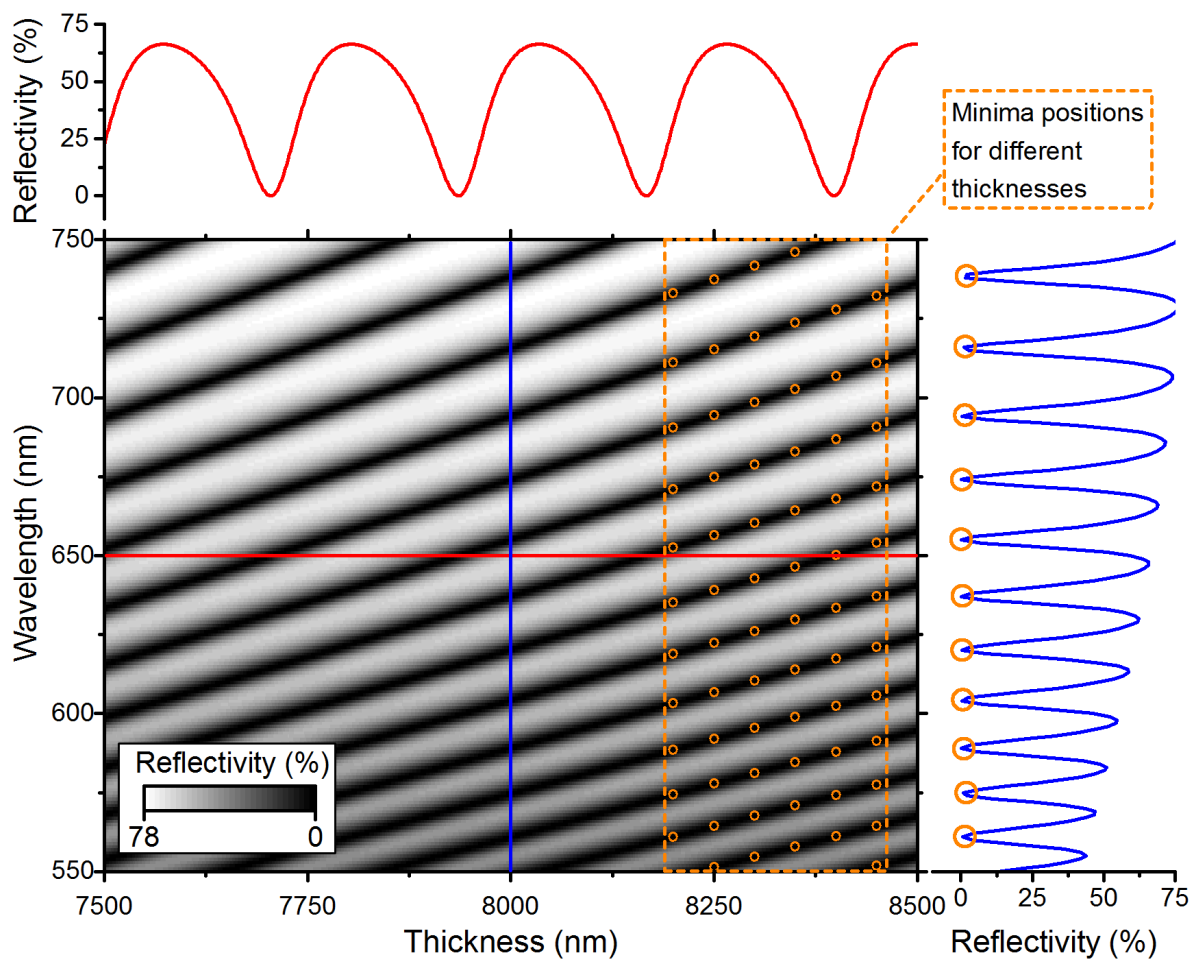 75
50
25
0
Reflectivity (%)
Minima positions
for different
thicknesses
750
700
650
600
550
Wavelength (nm)
Reflectivity (%)
78
0
7500
7750
8000
8250
8500
Thickness (nm)
0
25
50
75
Reflectivity (%)